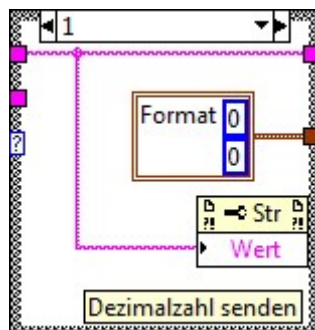 1
?
Format 0
0
?! Str ?!
Wert
Dezimalzahl senden